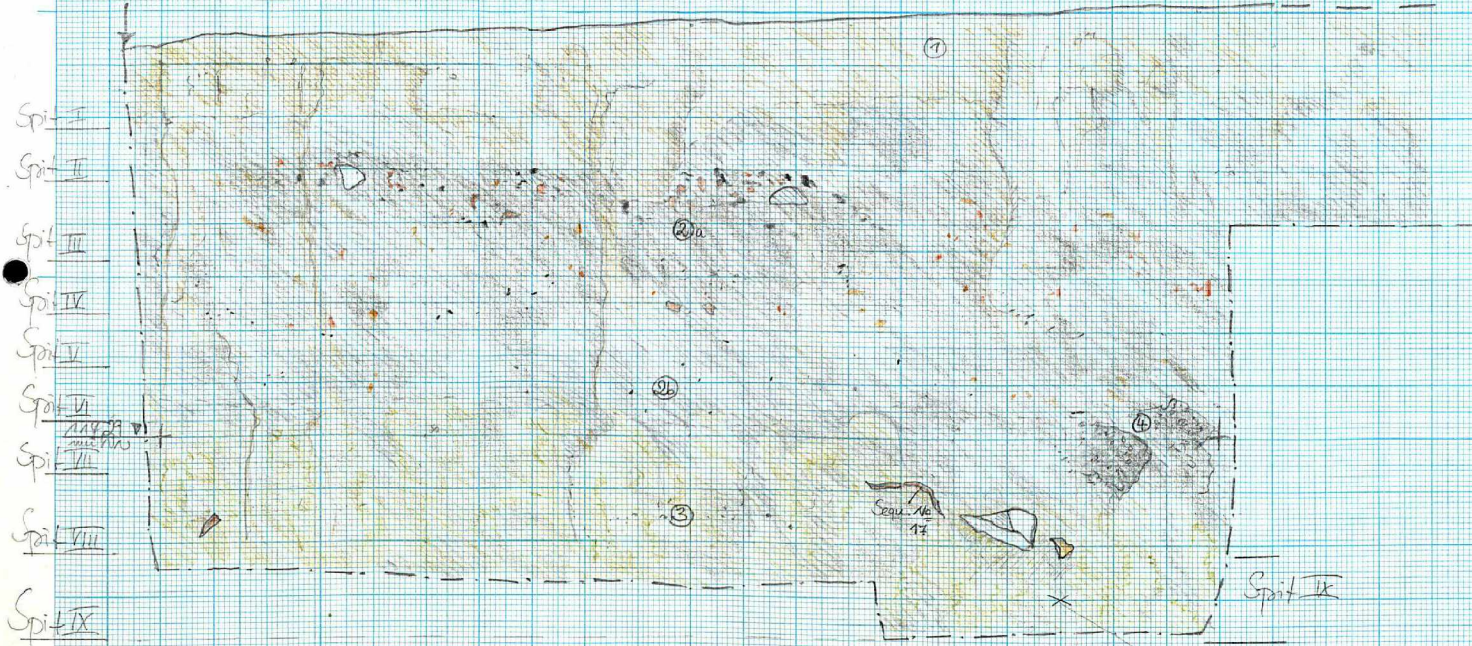 ①
Spit I
Spit II
②a
Spit III
Spit IV
Spit V
②b
Spit VI
④
Spit VII
Sequ. No
17
③
Spit VIII
Spit IX
Spit IX